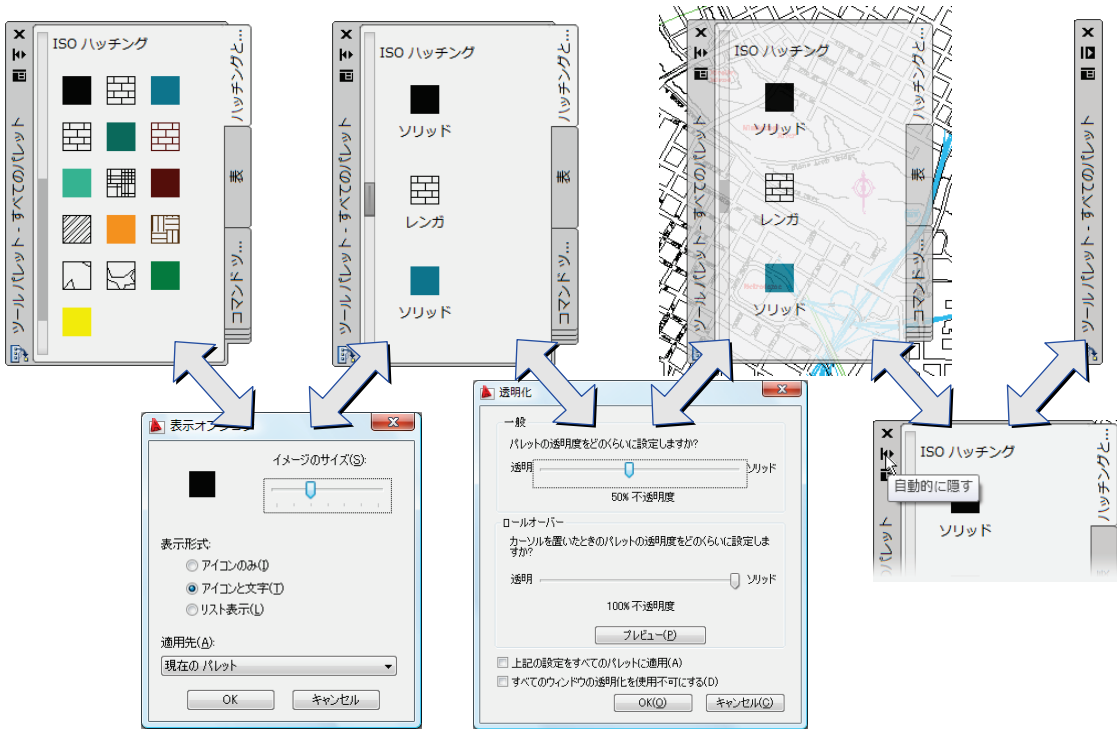 ISO ハッチング
ハッチングと...
表
コマンド ツ...
ツール パレット - すべてのパレット
ISO ハッチング
ソリッド
レンガ
ソリッド
ハッチングと...
表
コマンド ツ...
ツール パレット - すべてのパレット
ISO ハッチング
ソリッド
レンガ
ソリッド
ハッチングと...
表
コマンド ツ...
ツール パレット - すべてのパレット
ツール パレット - すべてのパレット
表示オプション
イメージのサイズ(S):
表示形式:
アイコンのみ(I)
アイコンと文字(T)
リスト表示(L)
適用先(A):
現在の パレット
OK
キャンセル
透明化
一般
パレットの透明度をどのくらいに設定しますか?
透明
ソリッド
50% 不透明度
ロールオーバー
カーソルを置いたときのパレットの透明度をどのくらいに設定しま
すか?
透明
ソリッド
100% 不透明度
プレビュー(P)
上記の設定をすべてのパレットに適用(A)
すべてのウィンドウの透明化を使用不可にする(D)
OK(O)
キャンセル(C)
ISO ハッチング
自動的に隠す
ソリッド
ハッチングと...
のパレット